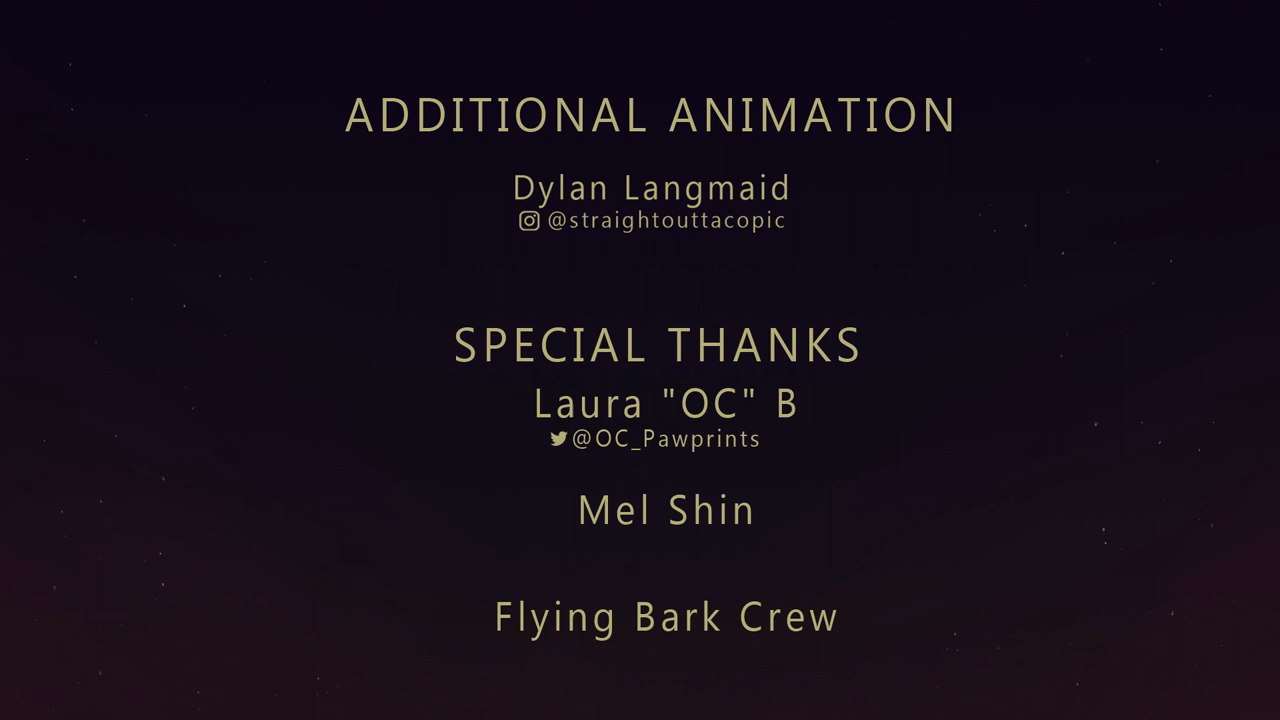 ADDITIONAL ANIMATION
Dylan Langmaid
@straightouttacopic
SPECIAL THANKS
Laura "OC" B
@OC_Pawprints
Mel Shin
Flying Bark Crew